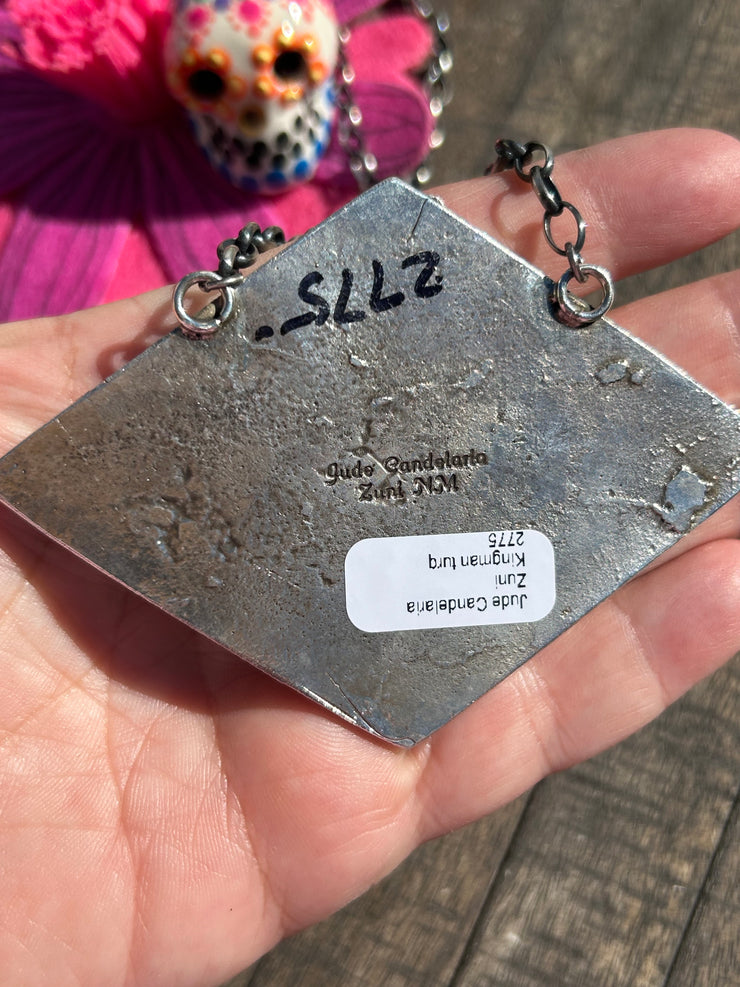 2775-
Jude Candelaria
Zuni NM
Jude Candelaria
Zuni
Kingman turq
2775